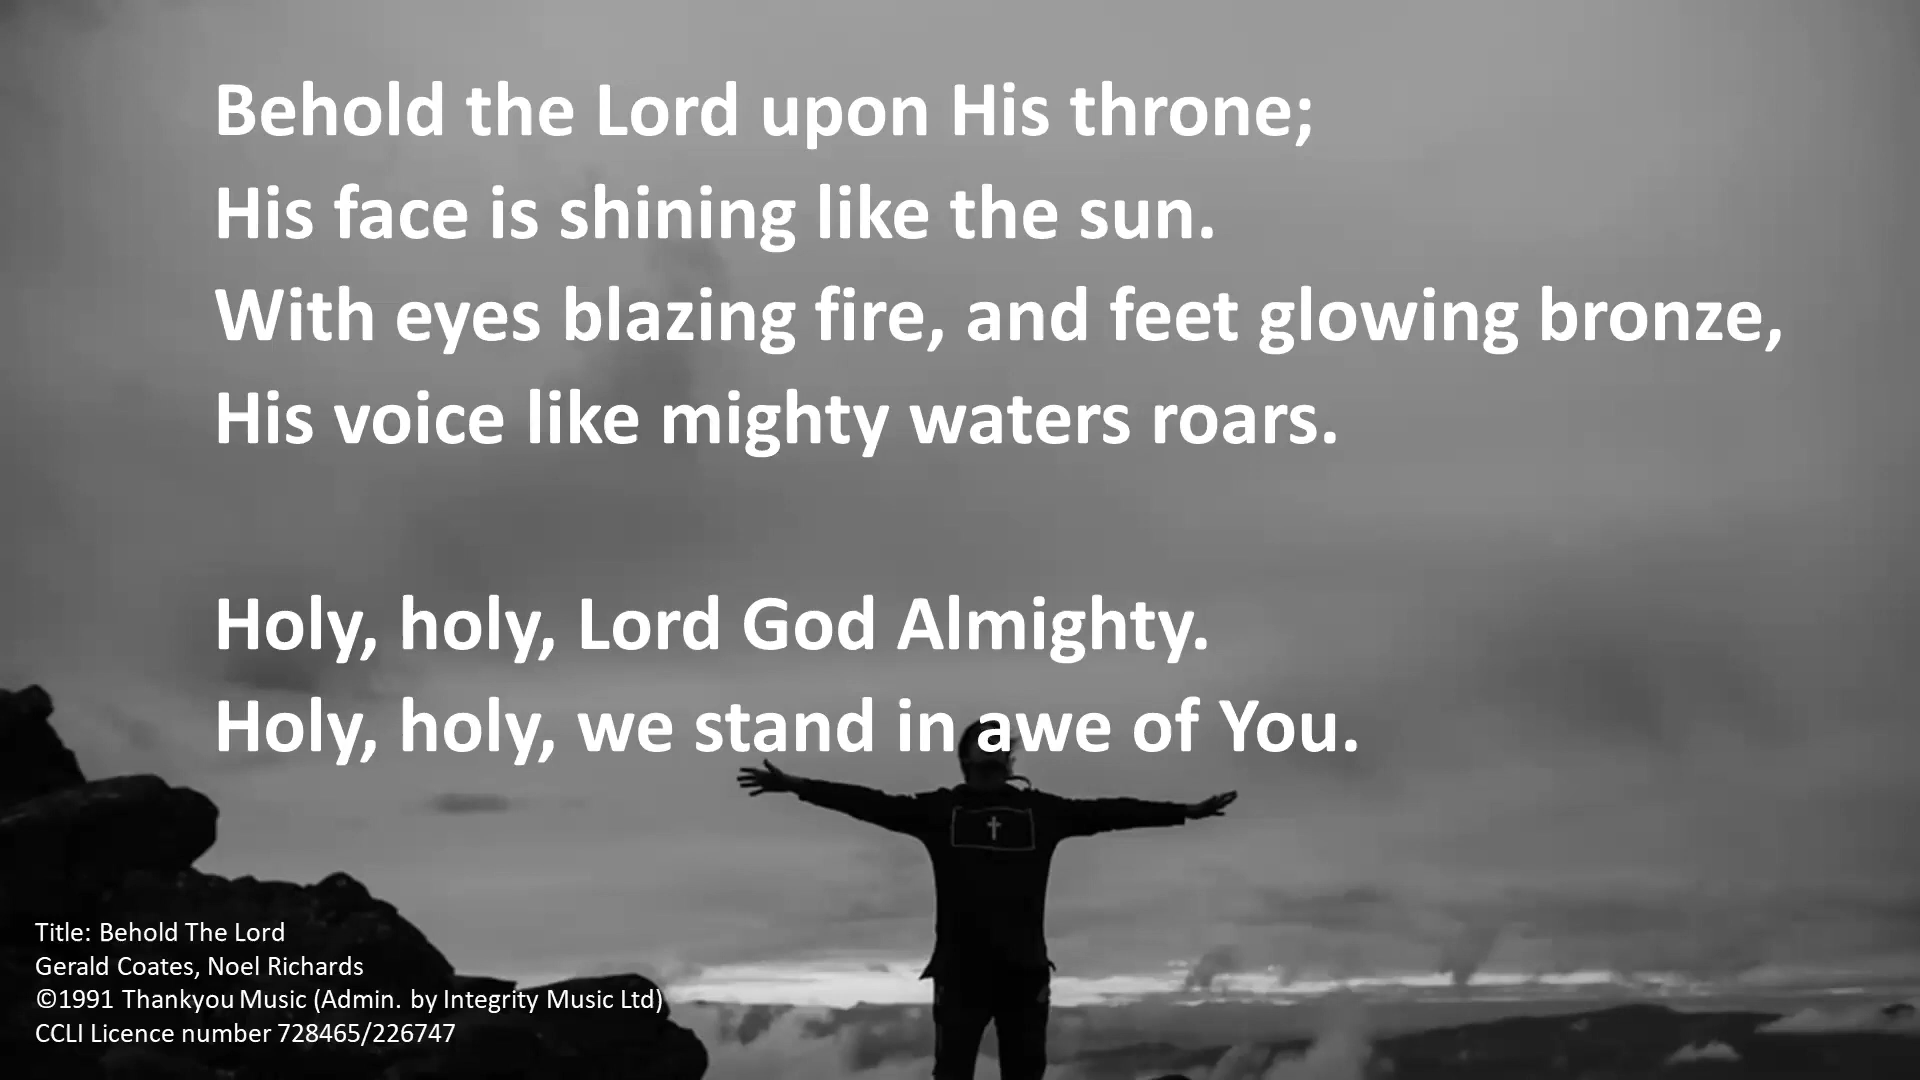 Behold the Lord upon His throne;
His face is shining like the sun.
With eyes blazing fire, and feet glowing bronze,
His voice like mighty waters roars.
Holy, holy, Lord God Almighty.
Holy, holy, we stand in awe of You.
Title: Behold The Lord
Gerald Coates, Noel Richards
©1991 Thankyou Music (Admin. by Integrity Music Ltd)
CCLI Licence number 728465/226747